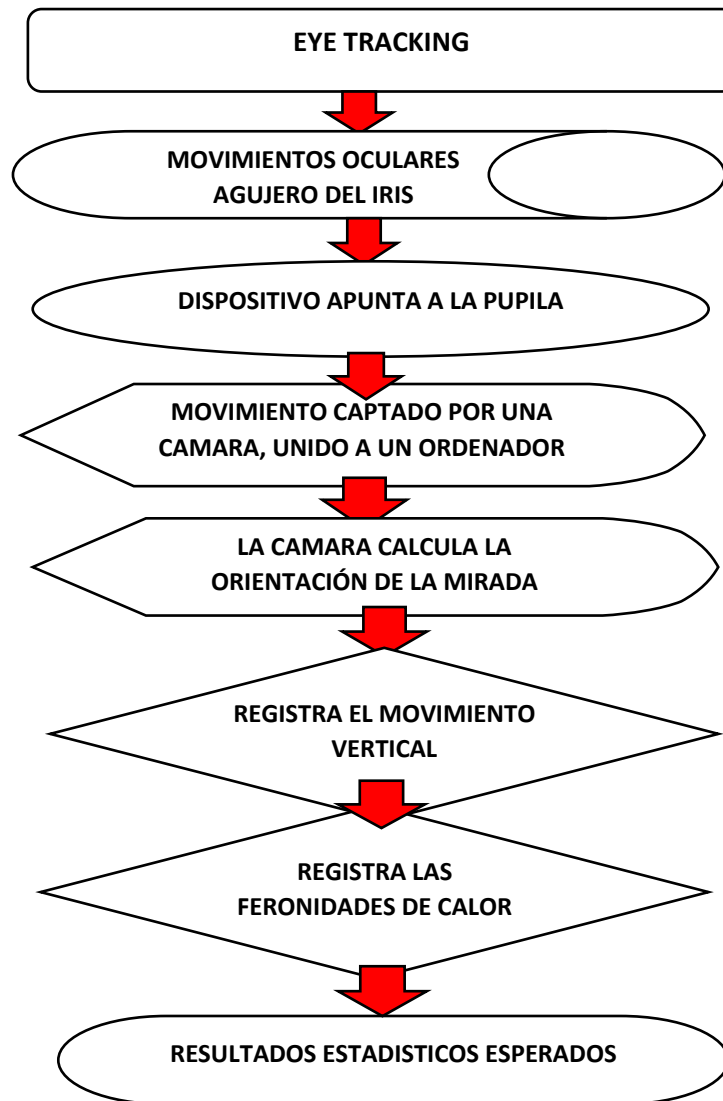 EYE TRACKING
MOVIMIENTOS OCULARES
AGUJERO DEL IRIS
DISPOSITIVO APUNTA A LA PUPILA
MOVIMIENTO CAPTADO POR UNA
CAMARA, UNIDO A UN ORDENADOR
LA CAMARA CALCULA LA
ORIENTACIÓN DE LA MIRADA
REGISTRA EL MOVIMIENTO
VERTICAL
REGISTRA LAS
FERONIDADES DE CALOR
RESULTADOS ESTADISTICOS ESPERADOS